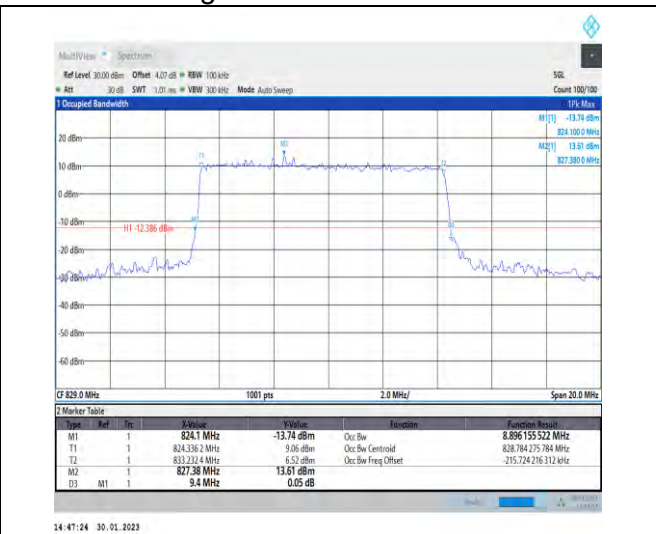 MultiView Spectrum
Ref Level 30.00 dBm Offset 4.07 dB RBW 100 kHz SGL
Att 30 dB SWT 1.01 ms VBW 300 kHz Mode Auto Sweep Count 100/100
1 Occupied Bandwidth 1Pk Max
M1[1] -13.74 dBm
824.100 0 MHz
20 dBm M2 M2[1] 13.61 dBm
T1 T2 827.380 0 MHz
10 dBm
0 dBm
-10 dBm M1
H1 -12.386 dBm
-20 dBm
-30 dBm
-40 dBm
-50 dBm
-60 dBm
CF 829.0 MHz 1001 pts 2.0 MHz/ Span 20.0 MHz
2 Marker Table
Type Ref Trc X-Value Y-Value Function Function Result
M1 1 824.1 MHz -13.74 dBm Occ Bw 8.896 155 522 MHz
T1 1 824.336 2 MHz 9.06 dBm Occ Bw Centroid 828.784 275 784 MHz
T2 1 833.232 4 MHz 6.52 dBm Occ Bw Freq Offset -215.724 216 312 kHz
M2 1 827.38 MHz 13.61 dBm
D3 M1 1 9.4 MHz 0.05 dB
14:47:24 30.01.2023